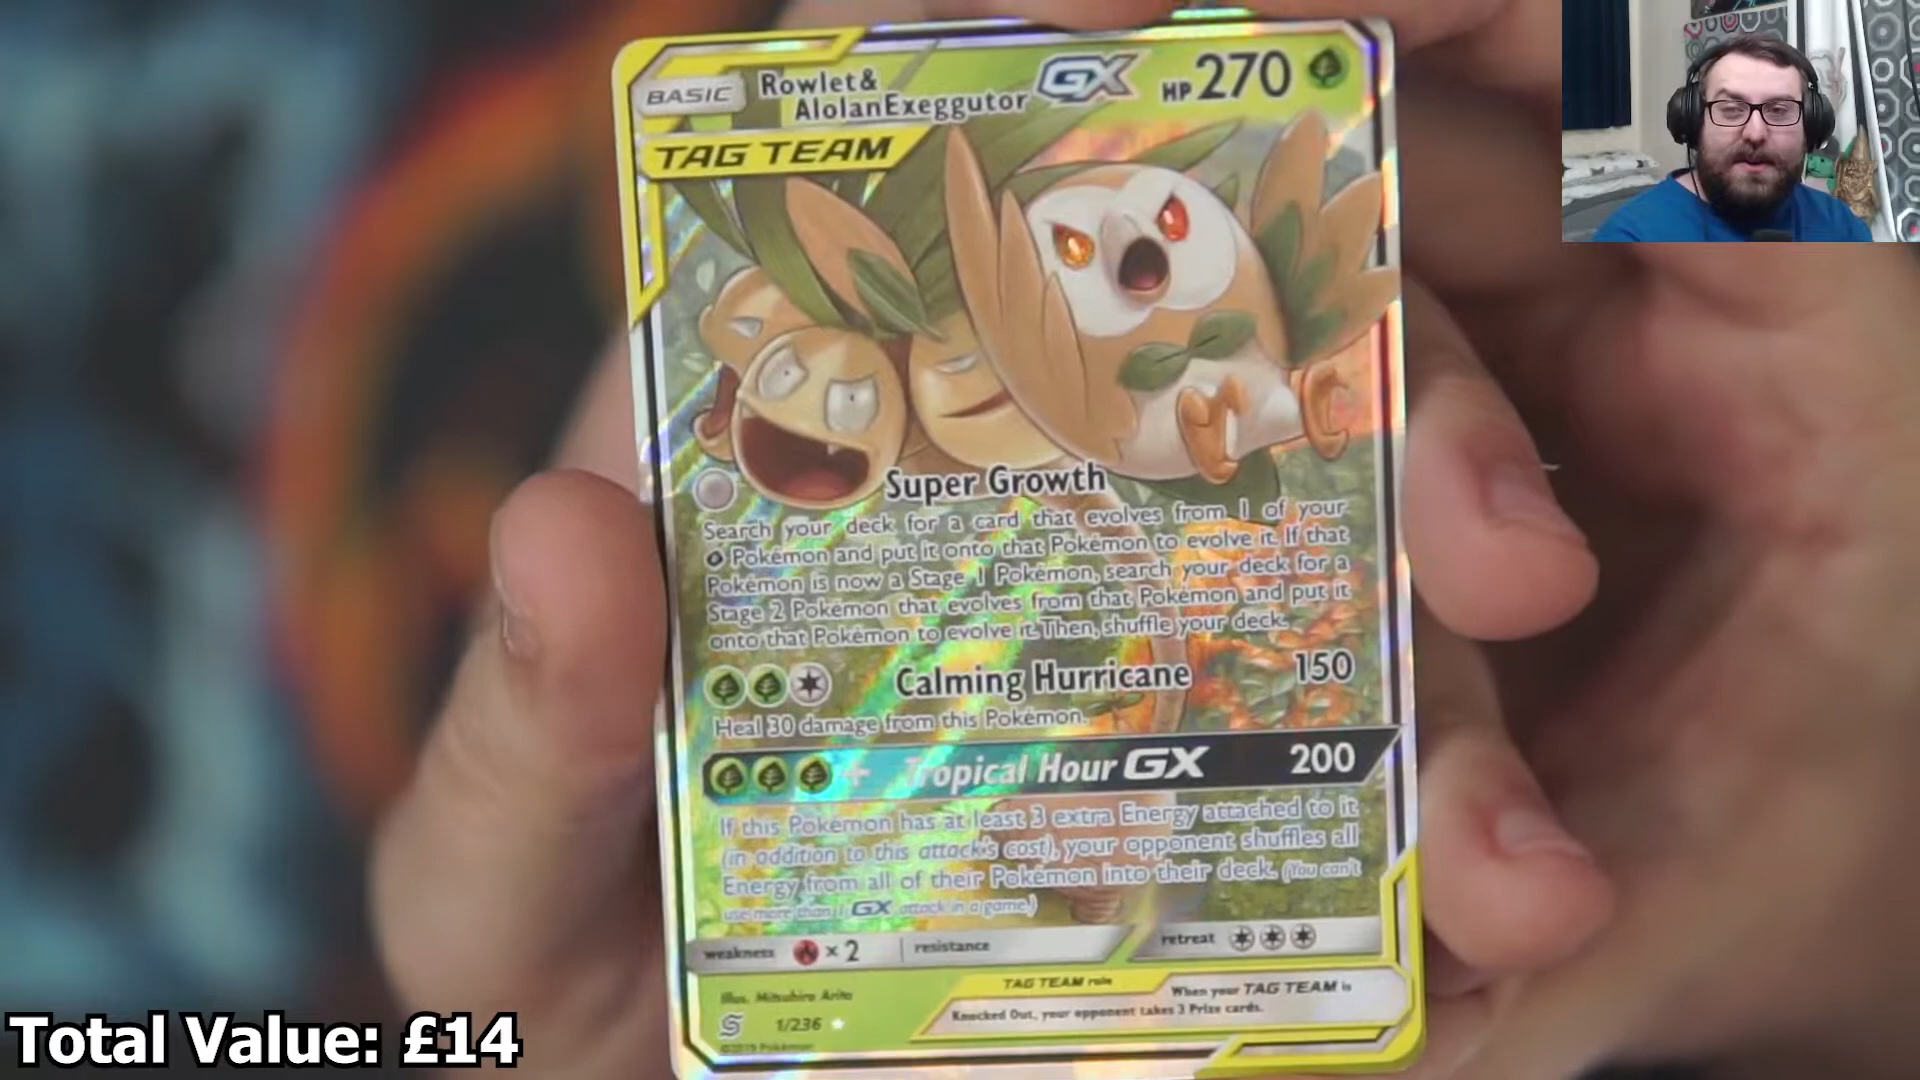 BASIC Rowlet& AlolanExeggutor GX HP 270
TAG TEAM
Super Growth
Search your deck for a card that evolves from 1 of your
Pokémon and put it onto that Pokémon to evolve it. If that
Pokémon is now a Stage 1 Pokémon, search your deck for a
Stage 2 Pokémon that evolves from that Pokémon and put it
onto that Pokémon to evolve it. Then, shuffle your deck.
Calming Hurricane 150
Heal 30 damage from this Pokémon.
+ Tropical Hour GX 200
If this Pokémon has at least 3 extra Energy attached to it
(in addition to this attack's cost), your opponent shuffles all
Energy from all of their Pokémon into their deck. (You can't
use more than 1 GX attack in a game.)
weakness ×2 resistance retreat
Illus. Mitsuhiro Arita
TAG TEAM rule When your TAG TEAM is
Knocked Out, your opponent takes 3 Prize cards.
1/236
©2019 Pokémon
Total Value: £14